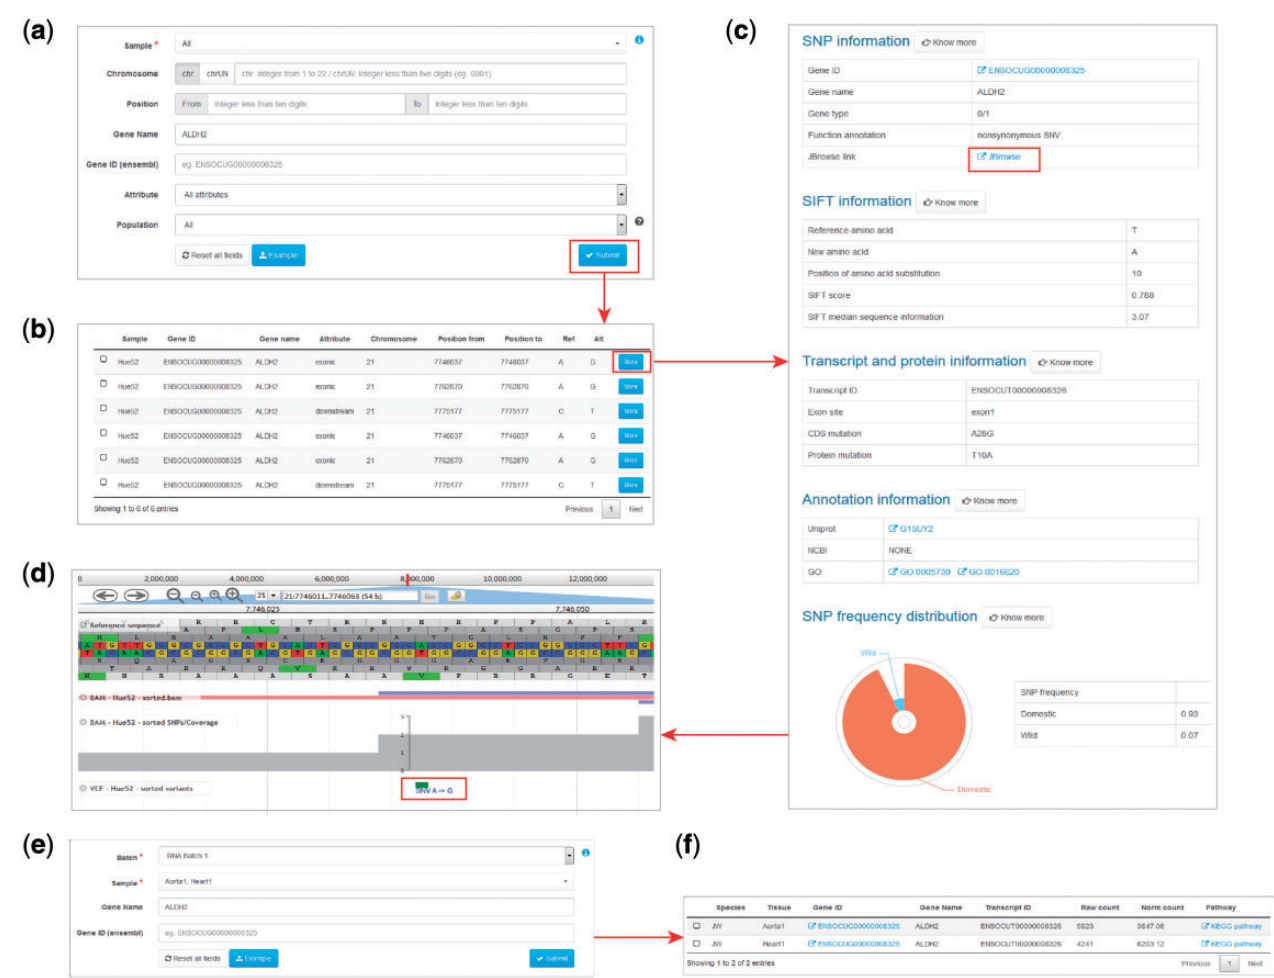 (a)
Sample * All
Chromosome chr chrUN chr: Integer from 1 to 22 / chrUN: Integer less than five digits (eg. 0001)
Position From Integer less than ten digits To Integer less than ten digits
Gene Name ALDH2
Gene ID (ensembl) eg. ENSOCUG00000008325
Attribute All attributes
Population All
Reset all fields Example Submit
(b)
Sample Gene ID Gene name Attribute Chromosome Position from Position to Ref Alt
Hue52 ENSOCUG00000008325 ALDH2 exonic 21 7746037 7746037 A G More
Hue52 ENSOCUG00000008325 ALDH2 exonic 21 7762870 7762870 A G More
Hue52 ENSOCUG00000008325 ALDH2 downstream 21 7775177 7775177 C T More
Hue52 ENSOCUG00000008325 ALDH2 exonic 21 7746037 7746037 A G More
Hue52 ENSOCUG00000008325 ALDH2 exonic 21 7762870 7762870 A G More
Hue52 ENSOCUG00000008325 ALDH2 downstream 21 7775177 7775177 C T More
Showing 1 to 6 of 6 entries Previous 1 Next
(c)
SNP information Know more
Gene ID ENSOCUG00000008325
Gene name ALDH2
Gene type 0/1
Function annotation nonsynonymous SNV
JBrowse link JBrowse
SIFT information Know more
Reference amino acid T
New amino acid A
Position of amino acid substitution 10
SIFT score 0.788
SIFT median sequence information 3.07
Transcript and protein iniformation Know more
Transcript ID ENSOCUT00000008326
Exon site exon1
CDS mutation A28G
Protein mutation T10A
Annotation information Know more
Uniprot G1SUY2
NCBI NONE
GO GO:0005739 GO:0016620
SNP frequency distribution Know more
Wild
Domestic
SNP frequency
Domestic 0.93
Wild 0.07
(d)
0 2,000,000 4,000,000 6,000,000 8,000,000 10,000,000 12,000,000
21 21:7746011..7746063 (54 b) Go
7,746,025 7,746,050
Reference sequence
BAM - Hue52 - sorted.bam
BAM - Hue52 - sorted SNPs/Coverage
3
2
1
0
VCF - Hue52 - sorted variants
SNV A -> G
(e)
Batch * RNA Batch 1
Sample * Aorta1, Heart1
Gene Name ALDH2
Gene ID (ensembl) eg. ENSOCUG00000008325
Reset all fields Example Submit
(f)
Species Tissue Gene ID Gene Name Transcript ID Raw count Norm count Pathway
JW Aorta1 ENSOCUG00000008325 ALDH2 ENSOCUT00000008326 5923 3647.08 KEGG pathway
JW Heart1 ENSOCUG00000008325 ALDH2 ENSOCUT00000008326 4241 6203.12 KEGG pathway
Showing 1 to 2 of 2 entries Previous 1 Next